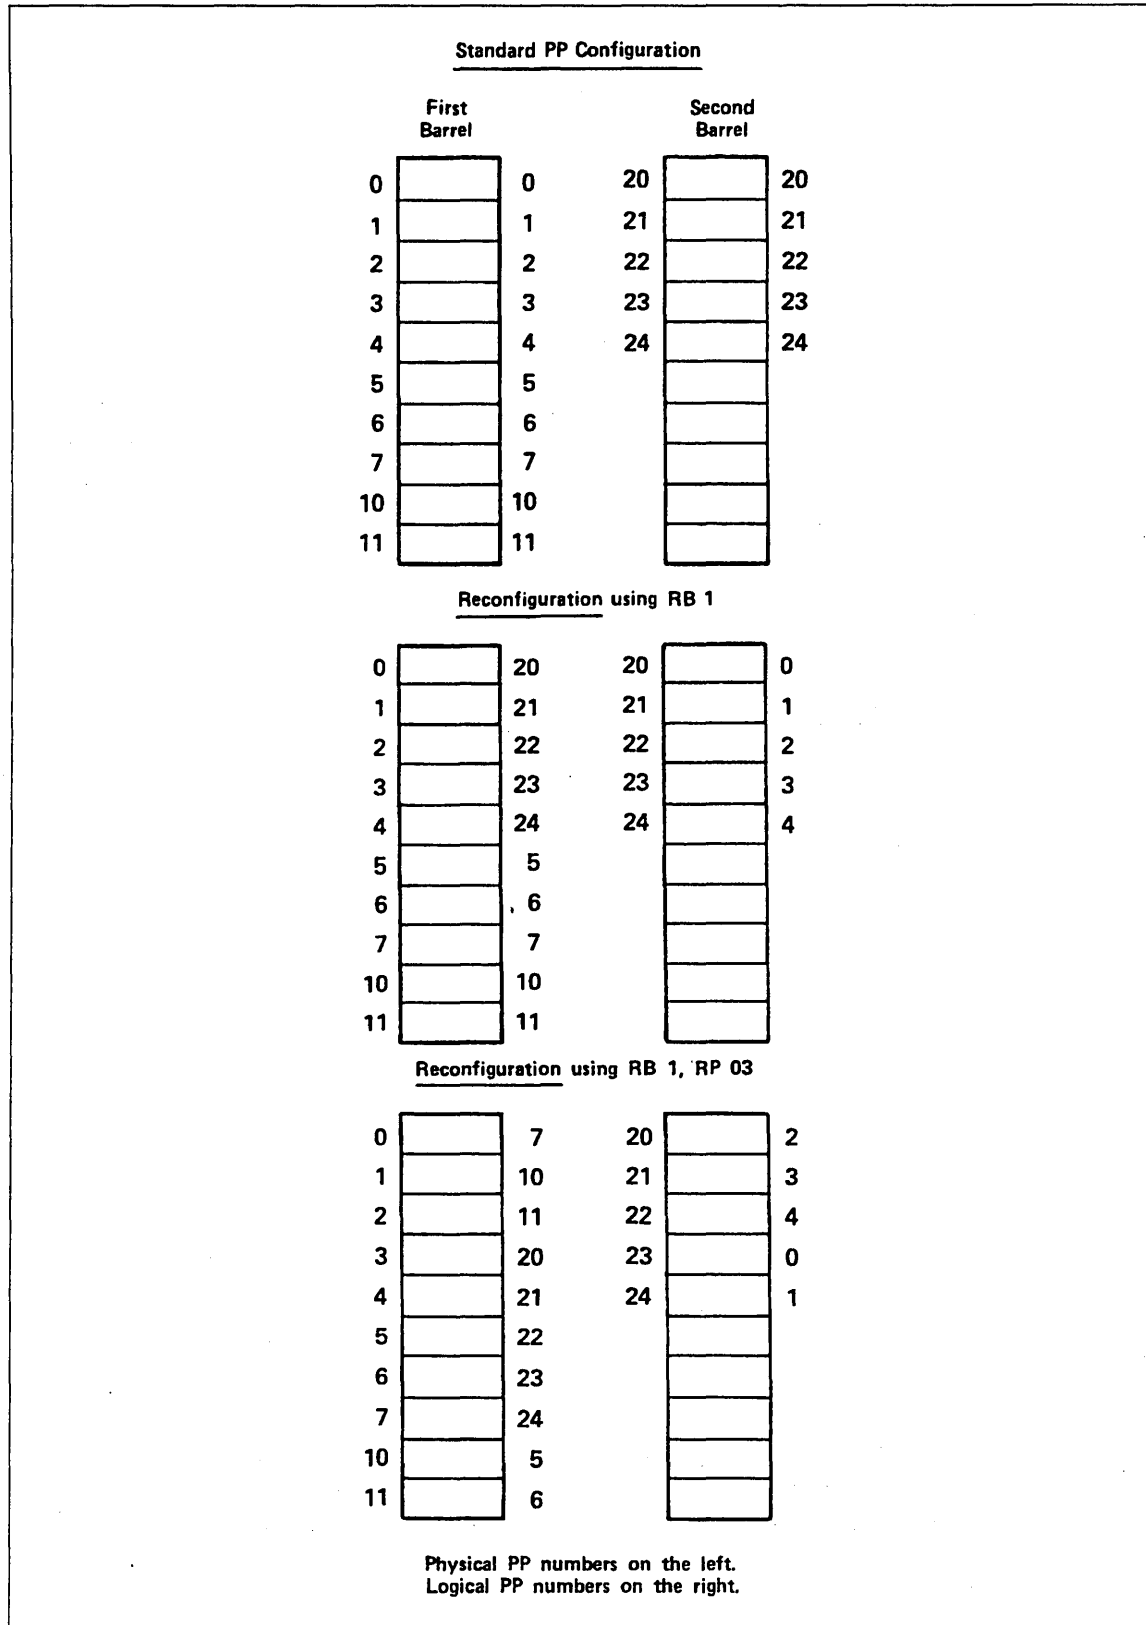 Standard PP Configuration
First Barrel
Second Barrel
0 0 20 20
1 1 21 21
2 2 22 22
3 3 23 23
4 4 24 24
5 5
6 6
7 7
10 10
11 11
Reconfiguration using RB 1
0 20 20 0
1 21 21 1
2 22 22 2
3 23 23 3
4 24 24 4
5 5
6 6
7 7
10 10
11 11
Reconfiguration using RB 1, RP 03
0 7 20 2
1 10 21 3
2 11 22 4
3 20 23 0
4 21 24 1
5 22
6 23
7 24
10 5
11 6
Physical PP numbers on the left.
Logical PP numbers on the right.